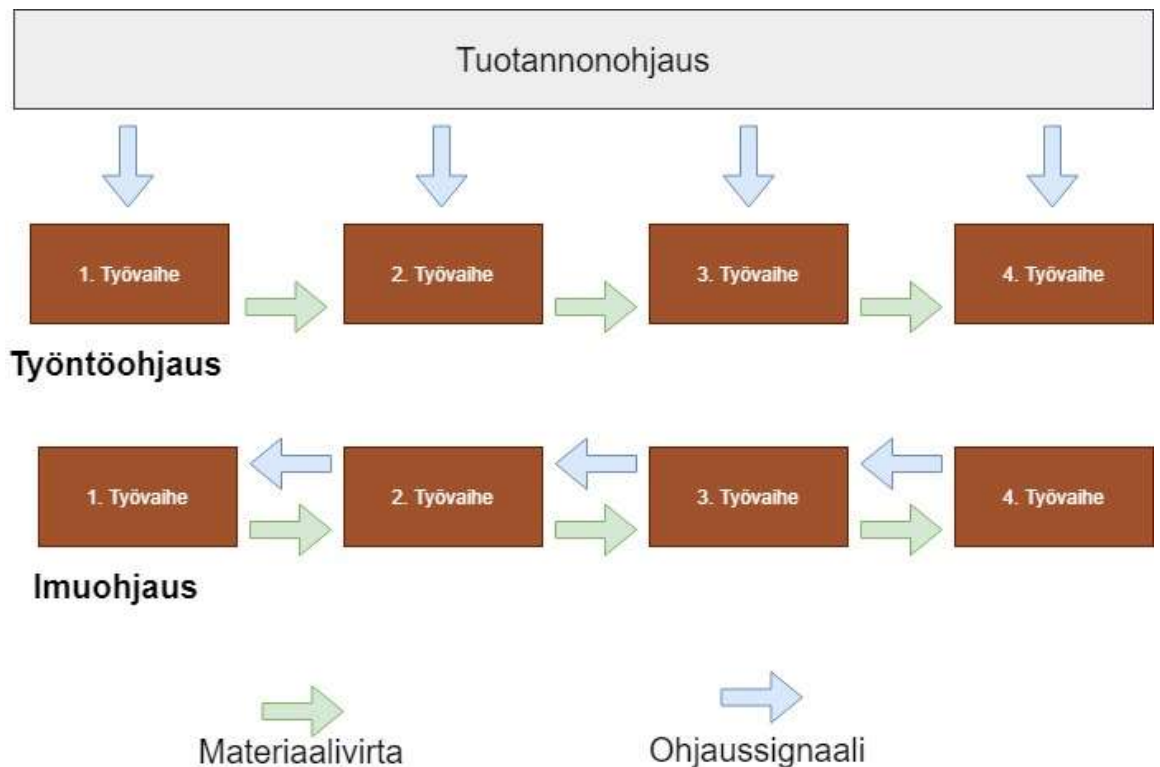 Tuotannonohjaus
1. Työvaihe
2. Työvaihe
3. Työvaihe
4. Työvaihe
Työntöohjaus
1. Työvaihe
2. Työvaihe
3. Työvaihe
4. Työvaihe
Imuohjaus
Materiaalivirta
Ohjaussignaali